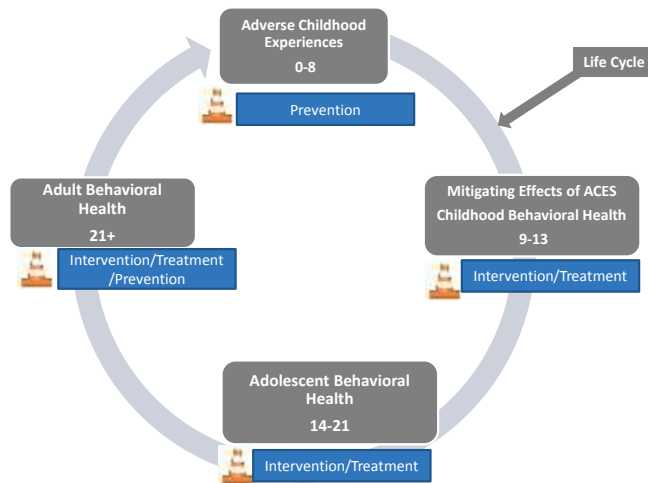 Adverse Childhood
Experiences
0-8
Prevention
Life Cycle
Mitigating Effects of ACES
Childhood Behavioral Health
9-13
Intervention/Treatment
Adolescent Behavioral
Health
14-21
Intervention/Treatment
Adult Behavioral
Health
21+
Intervention/Treatment
/Prevention